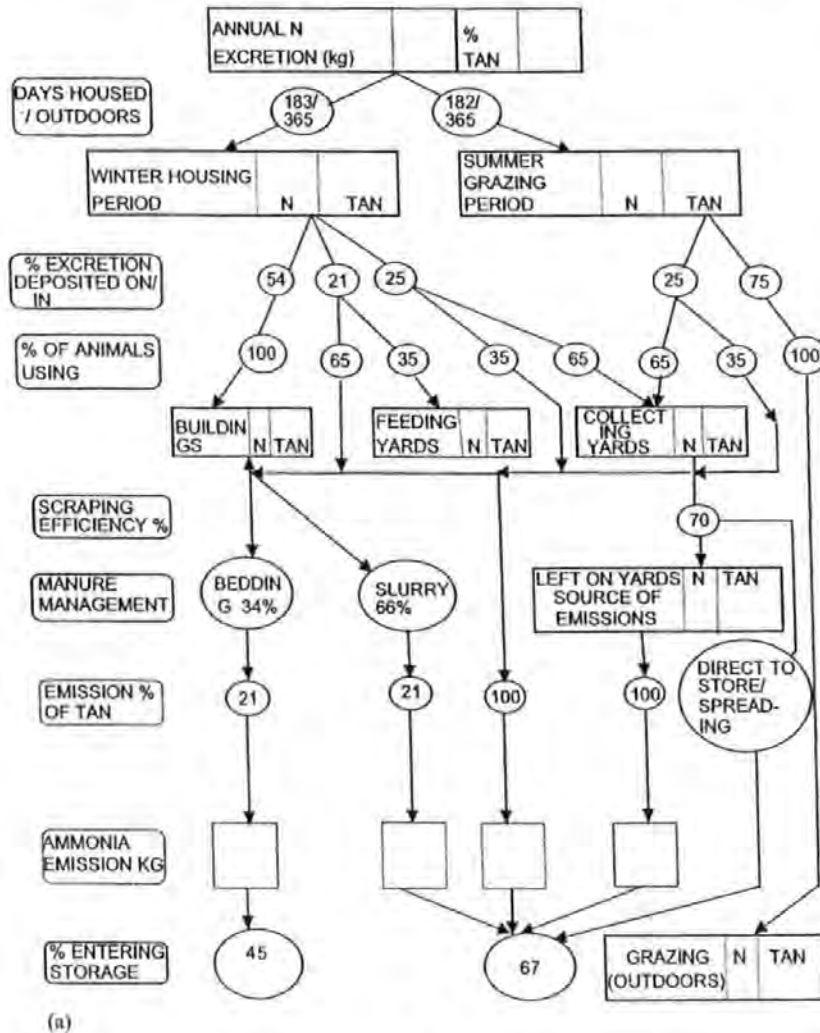 ANNUAL N %
EXCRETION (kg) TAN
DAYS HOUSED
/ OUTDOORS
183/
365
182/
365
WINTER HOUSING
PERIOD N TAN
SUMMER
GRAZING
PERIOD N TAN
% EXCRETION
DEPOSITED ON/
IN
54 21 25 25 75
% OF ANIMALS
USING
100 65 35 35 65 65 35 100
BUILDIN
GS N TAN
FEEDING
YARDS N TAN
COLLECT
ING
YARDS N TAN
SCRAPING
EFFICIENCY %
70
MANURE
MANAGEMENT
BEDDIN
G 34%
SLURRY
66%
LEFT ON YARDS N TAN
SOURCE OF
EMISSIONS
DIRECT TO
STORE/
SPREAD-
ING
EMISSION %
OF TAN
21 21 100 100
AMMONIA
EMISSION KG
% ENTERING
STORAGE
45 67
GRAZING N TAN
(OUTDOORS)
(a)